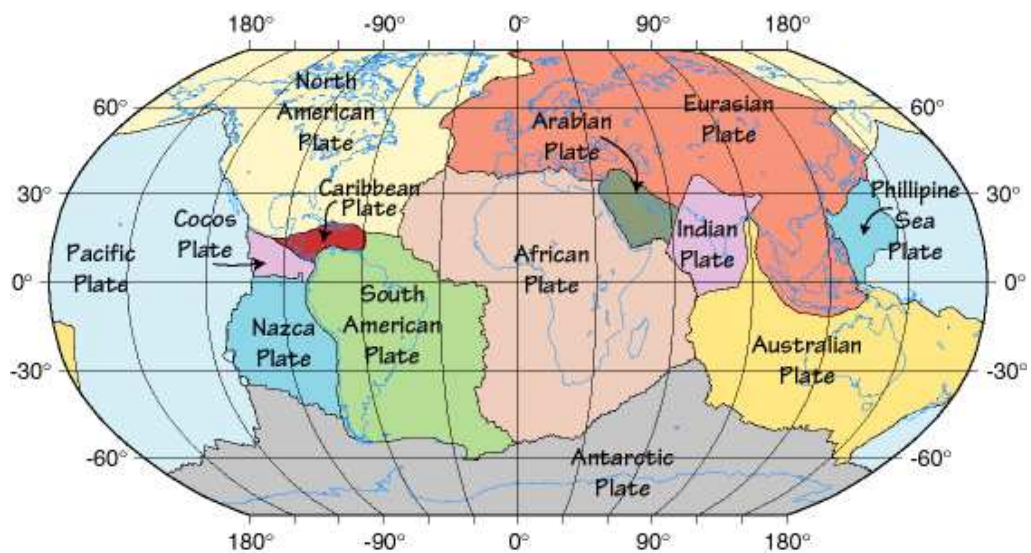 180° -90° 0° 90° 180°
North
American
Plate
Eurasian
Plate
Arabian
Plate
60° 60°
30° 30°
Caribbean
Plate
Cocos
Plate
Phillipine
Sea
Plate
Indian
Plate
Pacific
Plate
African
Plate
0° 0°
South
American
Plate
Nazca
Plate
Australian
Plate
-30° -30°
-60° -60°
Antarctic
Plate
180° -90° 0° 90° 180°